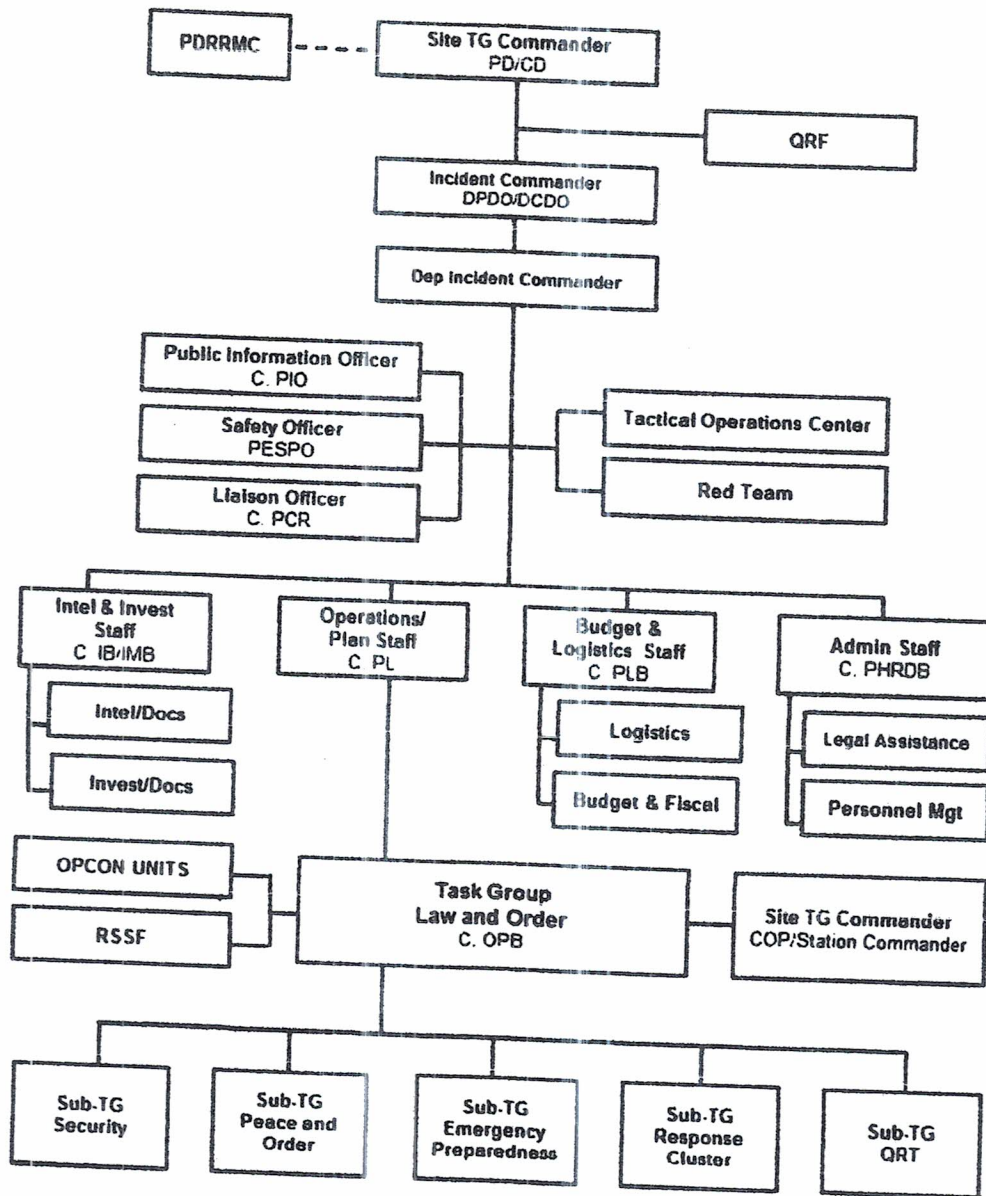 PDRRMC
Site TG Commander
PD/CD
QRF
Incident Commander
DPDO/DCDO
Dep Incident Commander
Public Information Officer
C. PIO
Safety Officer
PESPO
Liaison Officer
C. PCR
Tactical Operations Center
Red Team
Intel & Invest
Staff
C. IB/IMB
Intel/Docs
Invest/Docs
Operations/
Plan Staff
C. PL
Budget &
Logistics Staff
C PLB
Logistics
Budget & Fiscal
Admin Staff
C. PHRDB
Legal Assistance
Personnel Mgt
OPCON UNITS
RSSF
Task Group
Law and Order
C. OPB
Site TG Commander
COP/Station Commander
Sub-TG
Security
Sub-TG
Peace and
Order
Sub-TG
Emergency
Preparedness
Sub-TG
Response
Cluster
Sub-TG
QRT